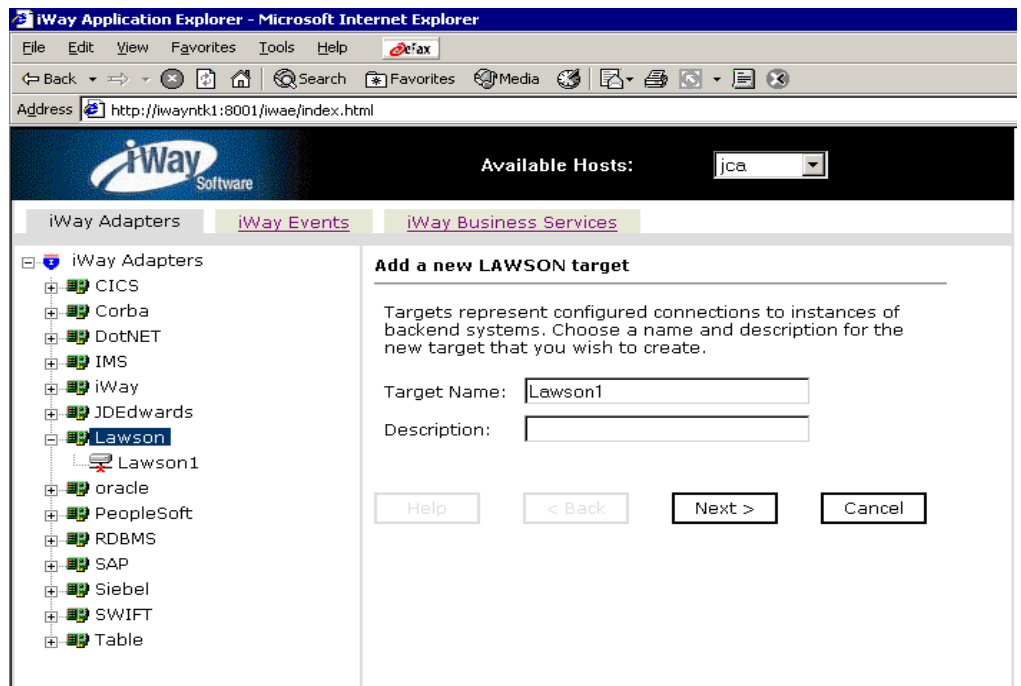 iWay Application Explorer - Microsoft Internet Explorer
File Edit View Favorites Tools Help eFax
Back Search Favorites Media
Address http://iwayntk1:8001/iwae/index.html
iWay Software
Available Hosts: jca
iWay Adapters iWay Events iWay Business Services
iWay Adapters
CICS
Corba
DotNET
IMS
iWay
JDEdwards
Lawson
Lawson1
oracle
PeopleSoft
RDBMS
SAP
Siebel
SWIFT
Table
Add a new LAWSON target
Targets represent configured connections to instances of
backend systems. Choose a name and description for the
new target that you wish to create.
Target Name: Lawson1
Description:
Help < Back Next > Cancel